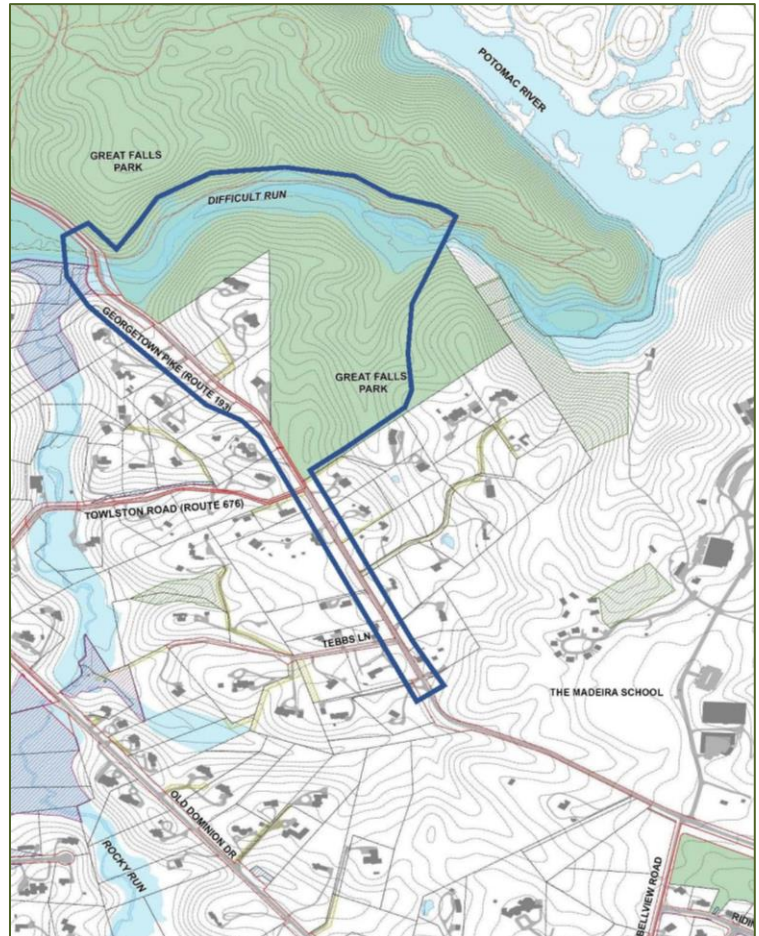 POTOMAC RIVER
GREAT FALLS
PARK
DIFFICULT RUN
GEORGETOWN PIKE (ROUTE 193)
GREAT FALLS
PARK
TOWLSTON ROAD (ROUTE 676)
TEBBS LN
THE MADEIRA SCHOOL
OLD DOMINION DR
ROCKY RUN
BELLVIEW ROAD
RIDIN